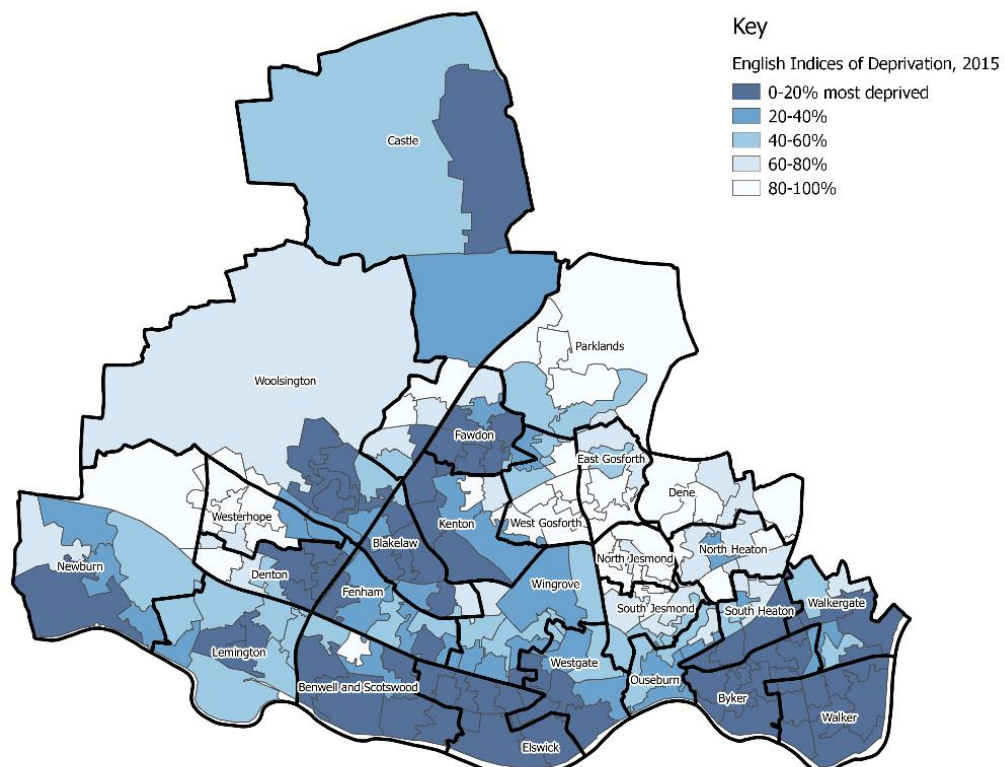 Key
English Indices of Deprivation, 2015
0-20% most deprived
20-40%
40-60%
60-80%
80-100%
Castle
Parklands
Woolsington
Fawdon
East Gosforth
Dene
Westerhope
Kenton
West Gosforth
Blakelaw
North Jesmond
North Heaton
Newburn
Denton
Fenham
Wingrove
South Jesmond
South Heaton
Walkergate
Lemington
Westgate
Ouseburn
Benwell and Scotswood
Byker
Walker
Elswick